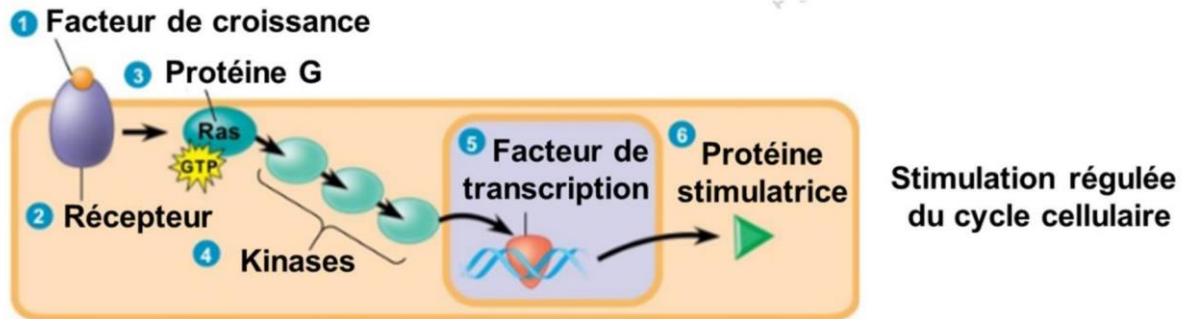 1 Facteur de croissance
3 Protéine G
Ras
GTP
2 Récepteur
4 Kinases
5 Facteur de
transcription
6 Protéine
stimulatrice
Stimulation régulée
du cycle cellulaire